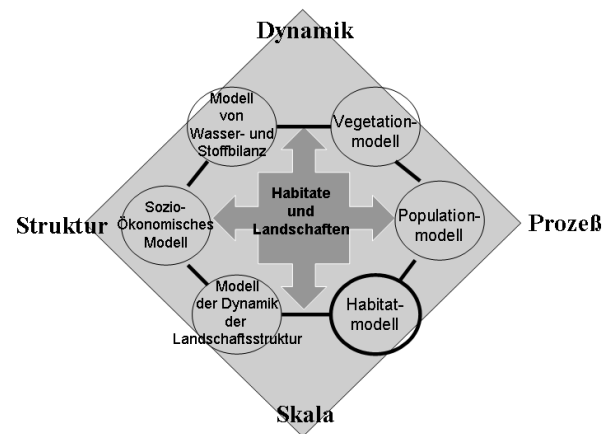 Dynamik
Modell
von
Wasser- und
Stoffbilanz
Vegetation-
modell
Struktur
Sozio-
Ökonomisches
Modell
Habitate
und
Landschaften
Population-
modell
Prozeß
Modell
der Dynamik
der
Landschaftsstruktur
Habitat-
modell
Skala